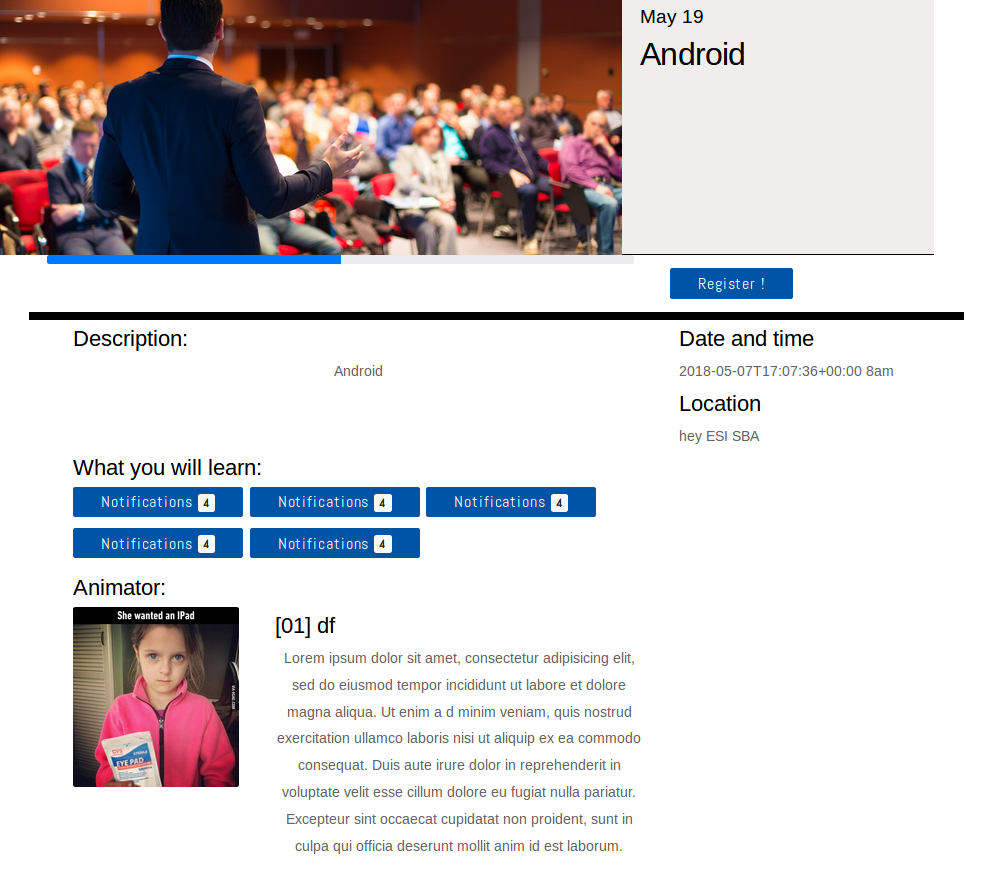 May 19
Android
Register !
Description:
Android
Date and time
2018-05-07T17:07:36+00:00 8am
Location
hey ESI SBA
What you will learn:
Notifications 4
Notifications 4
Notifications 4
Notifications 4
Notifications 4
Animator:
She wanted an IPad
EYE PAD
STERILE
[01] df
Lorem ipsum dolor sit amet, consectetur adipisicing elit,
sed do eiusmod tempor incididunt ut labore et dolore
magna aliqua. Ut enim a d minim veniam, quis nostrud
exercitation ullamco laboris nisi ut aliquip ex ea commodo
consequat. Duis aute irure dolor in reprehenderit in
voluptate velit esse cillum dolore eu fugiat nulla pariatur.
Excepteur sint occaecat cupidatat non proident, sunt in
culpa qui officia deserunt mollit anim id est laborum.